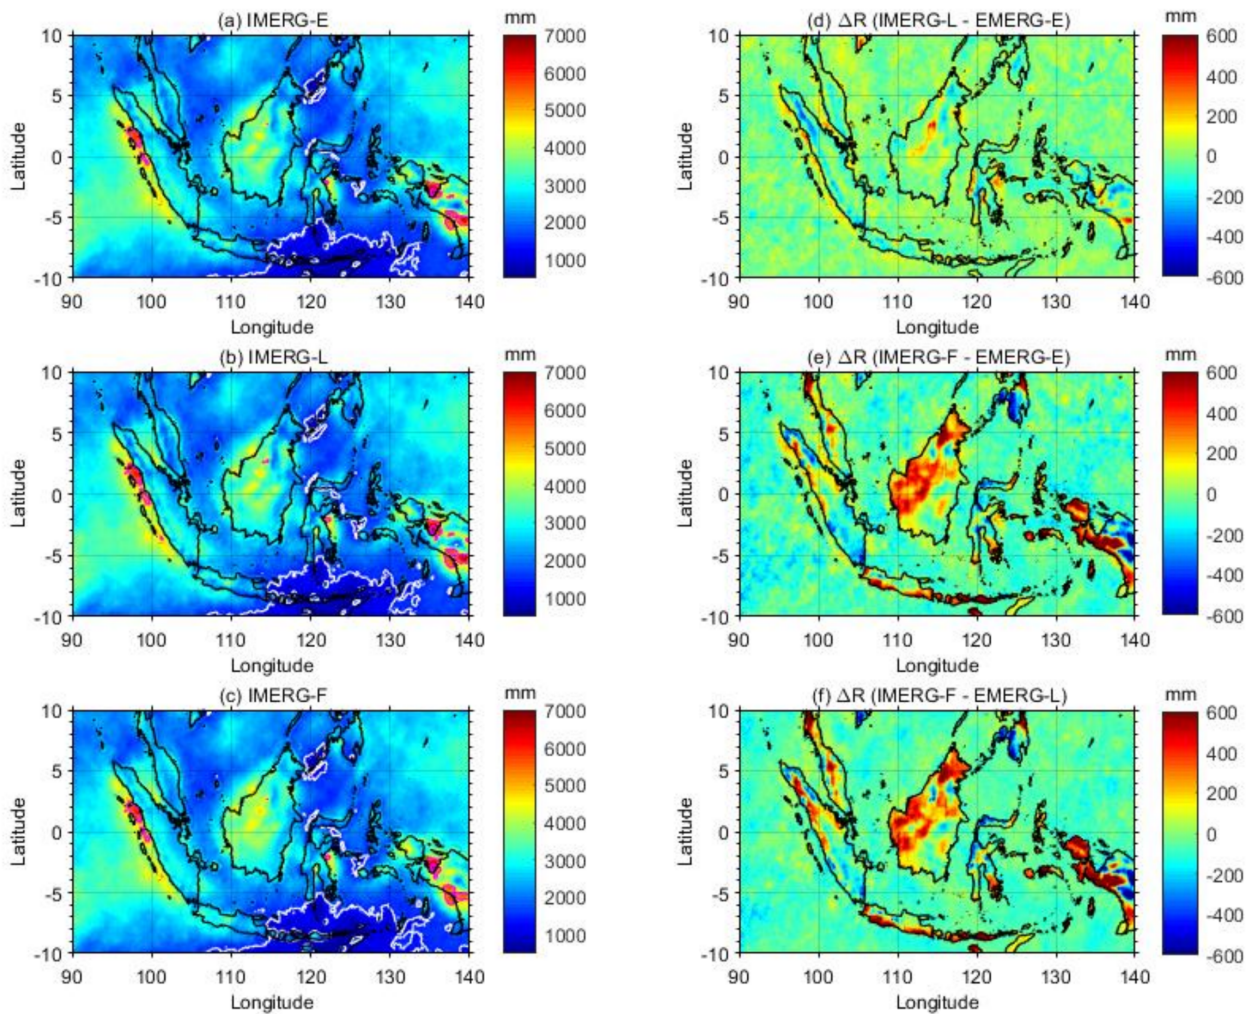 (a) IMERG-E
mm
10
5
0
-5
-10
Latitude
90 100 110 120 130 140
Longitude
7000
6000
5000
4000
3000
2000
1000
(d) ΔR (IMERG-L - EMERG-E)
mm
10
5
0
-5
-10
Latitude
90 100 110 120 130 140
Longitude
600
400
200
0
-200
-400
-600
(b) IMERG-L
mm
10
5
0
-5
-10
Latitude
90 100 110 120 130 140
Longitude
7000
6000
5000
4000
3000
2000
1000
(e) ΔR (IMERG-F - EMERG-E)
mm
10
5
0
-5
-10
Latitude
90 100 110 120 130 140
Longitude
600
400
200
0
-200
-400
-600
(c) IMERG-F
mm
10
5
0
-5
-10
Latitude
90 100 110 120 130 140
Longitude
7000
6000
5000
4000
3000
2000
1000
(f) ΔR (IMERG-F - EMERG-L)
mm
10
5
0
-5
-10
Latitude
90 100 110 120 130 140
Longitude
600
400
200
0
-200
-400
-600